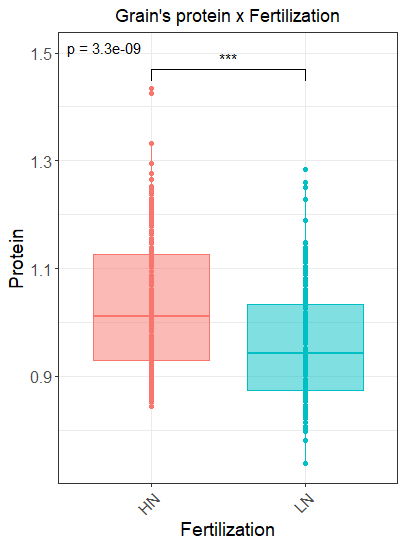 Grain's protein x Fertilization
p = 3.3e-09
***
1.5
1.3
1.1
0.9
Protein
HN
LN
Fertilization